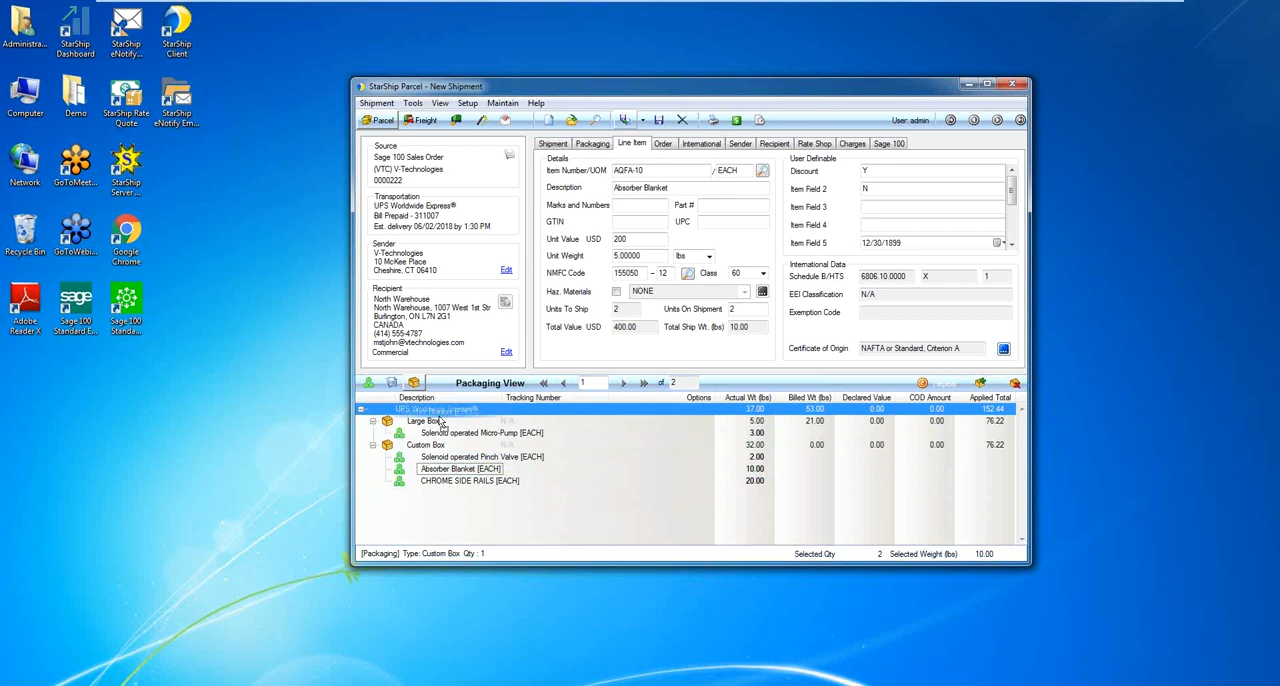 Administra...
StarShip Dashboard
StarShip eNotify...
StarShip Client
Computer
Demo
StarShip Rate Quote
StarShip eNotify Em...
Network
GoToMeet...
StarShip Server ...
Recycle Bin
GoToWebi...
Google Chrome
Adobe Reader X
Sage 100 Standard E...
Sage 100 Standa...
StarShip Parcel - New Shipment
Shipment Tools View Setup Maintain Help
Parcel Freight User: admin
Source
Sage 100 Sales Order
(VTC) V-Technologies
0000222
Transportation
UPS Worldwide Express®
Bill Prepaid - 311007
Est. delivery 06/02/2018 by 1:30 PM
Sender
V-Technologies
10 McKee Place
Cheshire, CT 06410 Edit
Recipient
North Warehouse
North Warehouse, 1007 West 1st Str
Burlington, ON L7N 2G1
CANADA
(414) 555-4787
mstjohn@vtechnologies.com
Commercial Edit
Shipment Packaging Line Item Order International Sender Recipient Rate Shop Charges Sage 100
Details
Item Number/UOM AQFA-10 / EACH
Description Absorber Blanket
Marks and Numbers Part #
GTIN UPC
Unit Value USD 200
Unit Weight 5.00000 lbs
NMFC Code 155050 - 12 Class 60
Haz. Materials NONE
Units To Ship 2 Units On Shipment 2
Total Value USD 400.00 Total Ship Wt. (lbs) 10.00
User Definable
Discount Y
Item Field 2 N
Item Field 3
Item Field 4
Item Field 5 12/30/1899
International Data
Schedule B/HTS 6806.10.0000 X 1
EEI Classification N/A
Exemption Code
Certificate of Origin NAFTA or Standard, Criterion A
Packaging View 1 of 2
Description Tracking Number Options Actual Wt (lbs) Billed Wt (lbs) Declared Value COD Amount Applied Total
37.00 53.00 0.00 0.00 152.44
Large Box N/A 5.00 21.00 0.00 0.00 76.22
Solenoid operated Micro-Pump [EACH] 3.00
Custom Box N/A 32.00 0.00 0.00 76.22
Solenoid operated Pinch Valve [EACH] 2.00
Absorber Blanket [EACH] 10.00
CHROME SIDE RAILS [EACH] 20.00
[Packaging] Type: Custom Box Qty : 1 Selected Qty 2 Selected Weight (lbs) 10.00